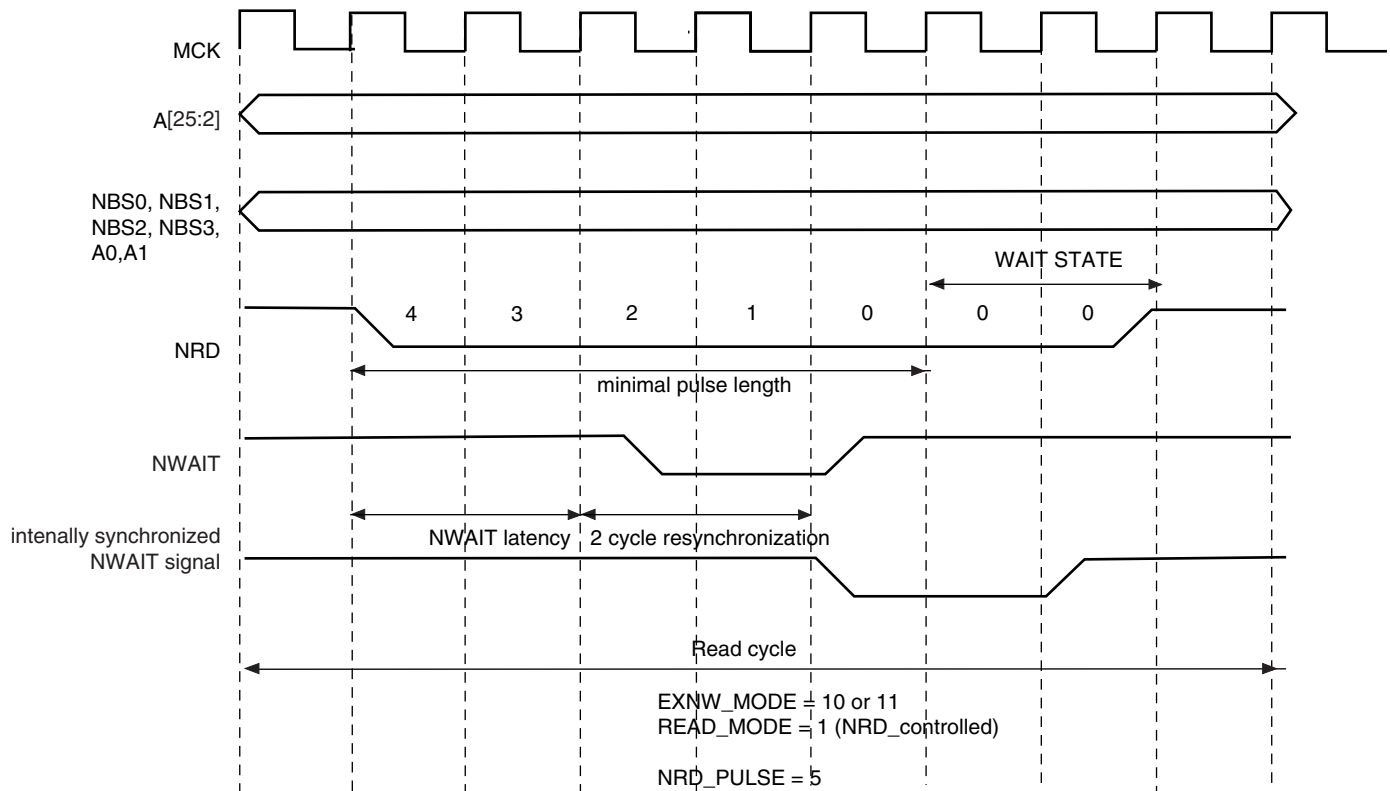 MCK
A[25:2]
NBS0, NBS1,
NBS2, NBS3,
A0,A1
WAIT STATE
4 3 2 1 0 0 0
NRD
minimal pulse length
NWAIT
NWAIT latency 2 cycle resynchronization
intenally synchronized
NWAIT signal
Read cycle
EXNW_MODE = 10 or 11
READ_MODE = 1 (NRD_controlled)
NRD_PULSE = 5